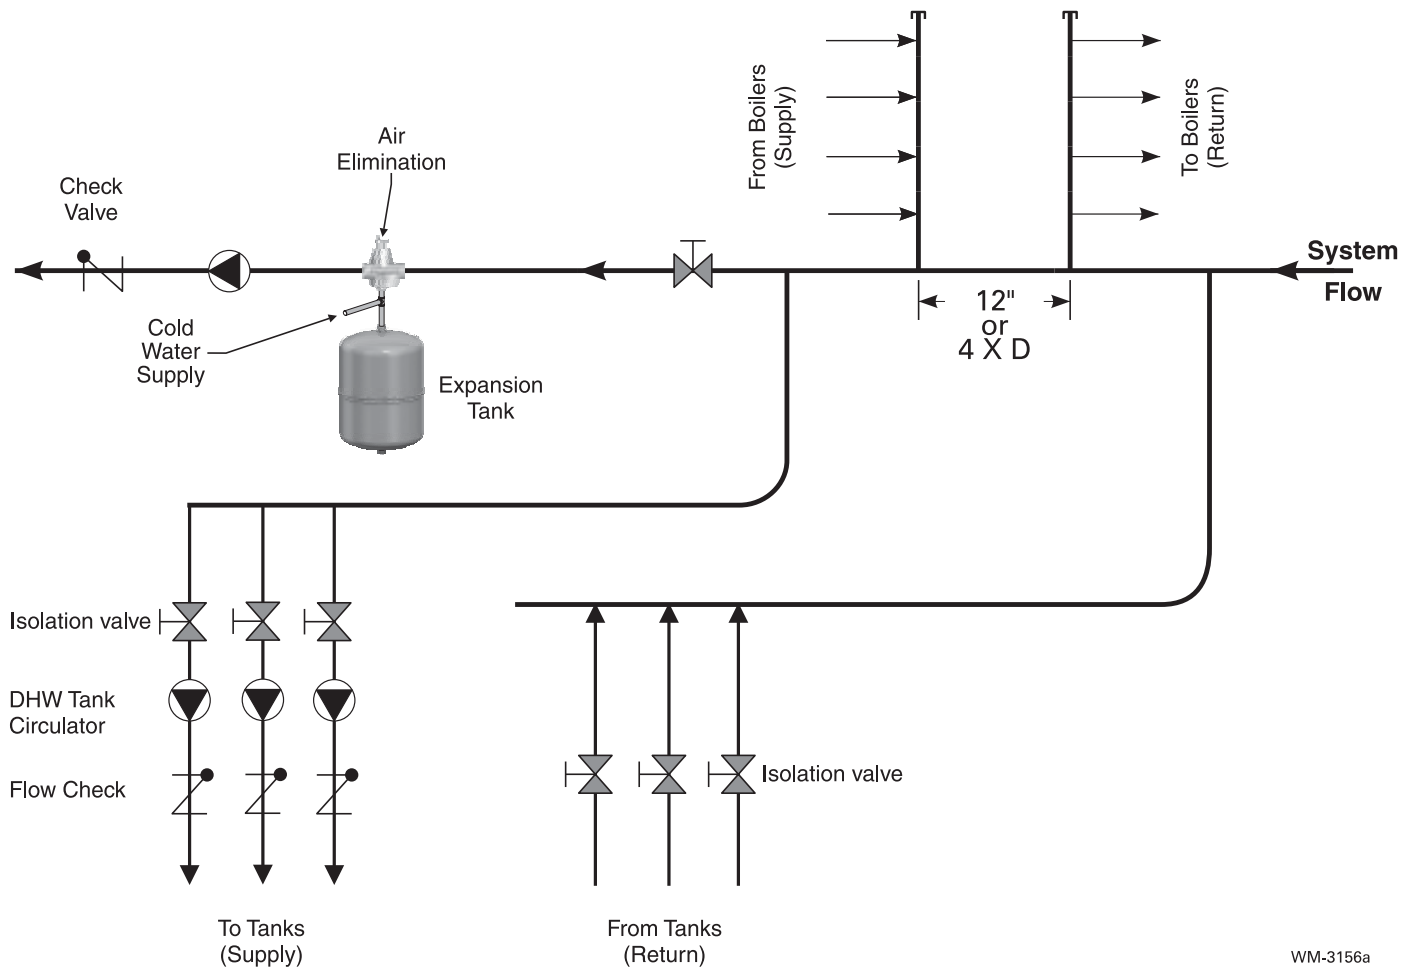 From Boilers
(Supply)
To Boilers
(Return)
Air
Elimination
Check
Valve
System
Flow
12"
or
4 X D
Cold
Water
Supply
Expansion
Tank
Isolation valve
DHW Tank
Circulator
Flow Check
Isolation valve
To Tanks
(Supply)
From Tanks
(Return)
WM-3156a